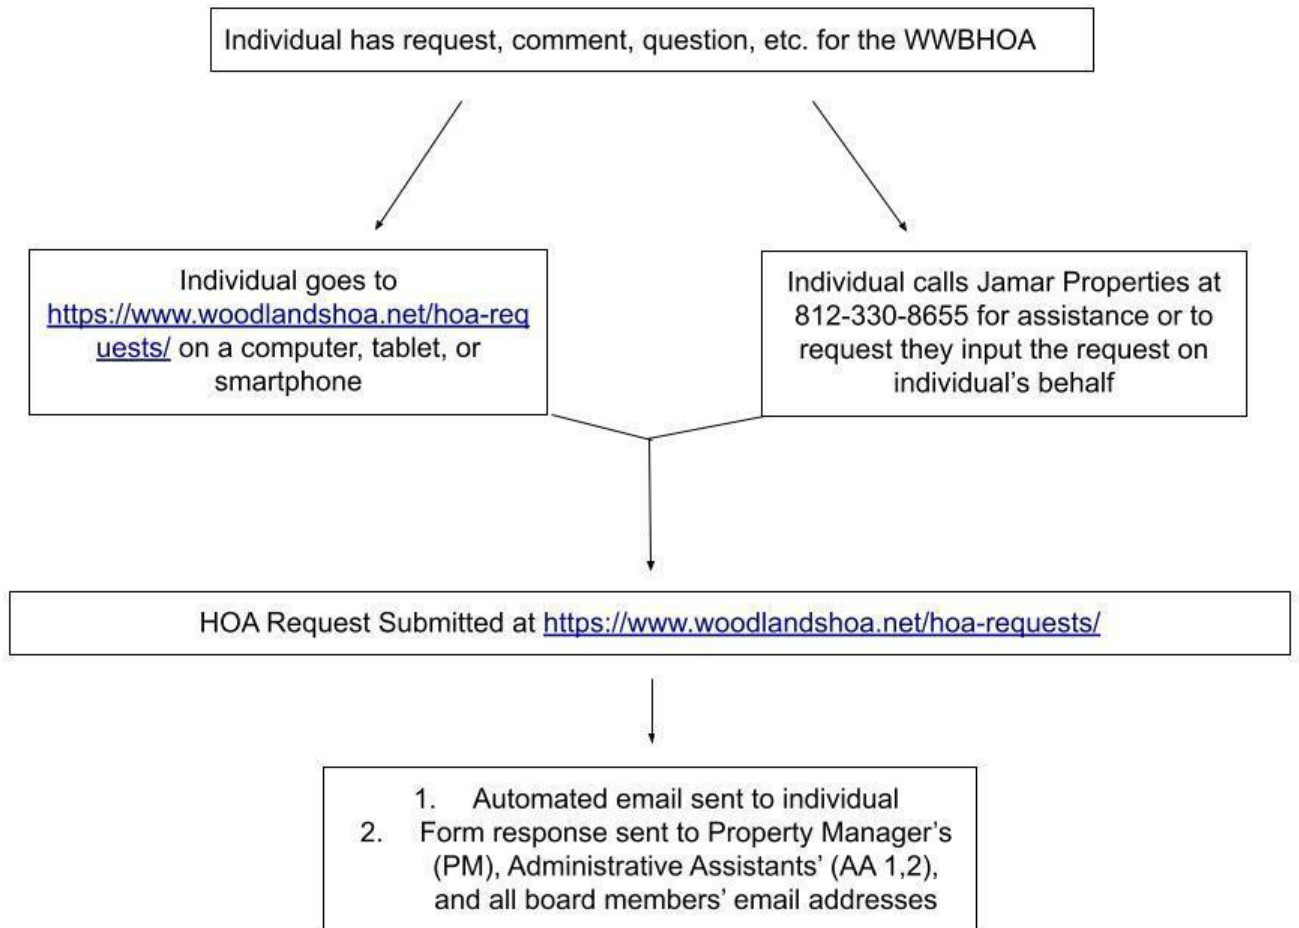 Individual has request, comment, question, etc. for the WWBHOA
Individual goes to
https://www.woodlandshoa.net/hoa-req
uests/ on a computer, tablet, or
smartphone
Individual calls Jamar Properties at
812-330-8655 for assistance or to
request they input the request on
individual’s behalf
HOA Request Submitted at https://www.woodlandshoa.net/hoa-requests/
1. Automated email sent to individual
2. Form response sent to Property Manager’s
(PM), Administrative Assistants’ (AA 1,2),
and all board members’ email addresses